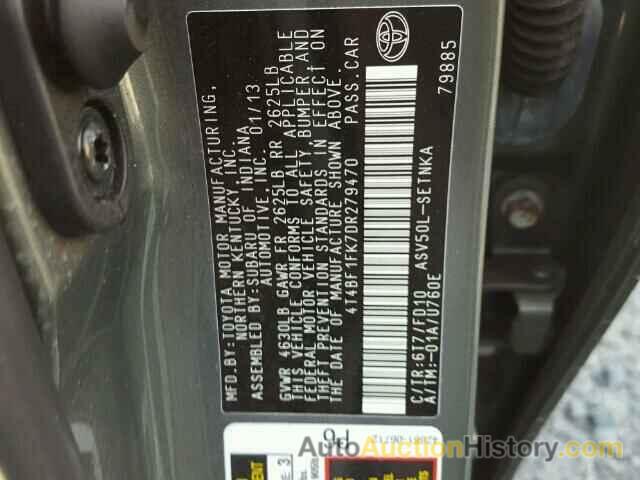 MFD.BY:TOYOTA MOTOR MANUFACTURING,
NORTHERN KENTUCKY, INC.
ASSEMBLED BY:SUBARU OF INDIANA
AUTOMOTIVE, INC. 01/13
GVWR 4630LB GAWR FR 2625LB RR 2625LB
THIS VEHICLE CONFORMS TO ALL APPLICABLE
FEDERAL MOTOR VEHICLE SAFETY, BUMPER AND
THEFT PREVENTION STANDARDS IN EFFECT ON
THE DATE OF MANUFACTURE SHOWN ABOVE.
4T4BF1FK7DR279470 PASS.CAR
C/TR:6T7/FD10 ASV50L-SETNKA
A/TM:-01A/U760E
79885
P6
3
AutoBidMaster